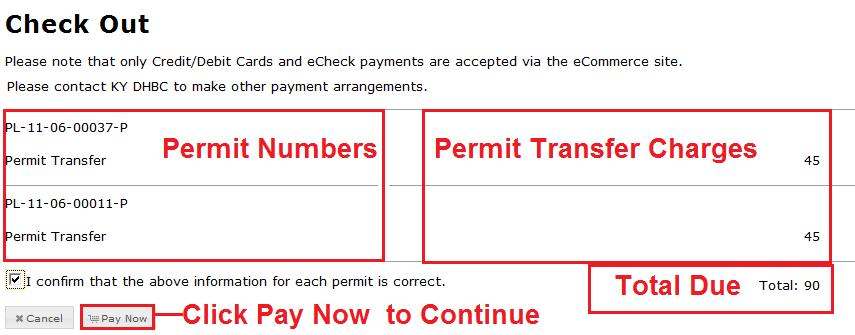 Check Out
Please note that only Credit/Debit Cards and eCheck payments are accepted via the eCommerce site.
Please contact KY DHBC to make other payment arrangements.
PL-11-06-00037-P
Permit Numbers
Permit Transfer Charges
Permit Transfer
45
PL-11-06-00011-P
Permit Transfer
45
I confirm that the above information for each permit is correct.
Total Due
Total: 90
Cancel
Pay Now
Click Pay Now to Continue